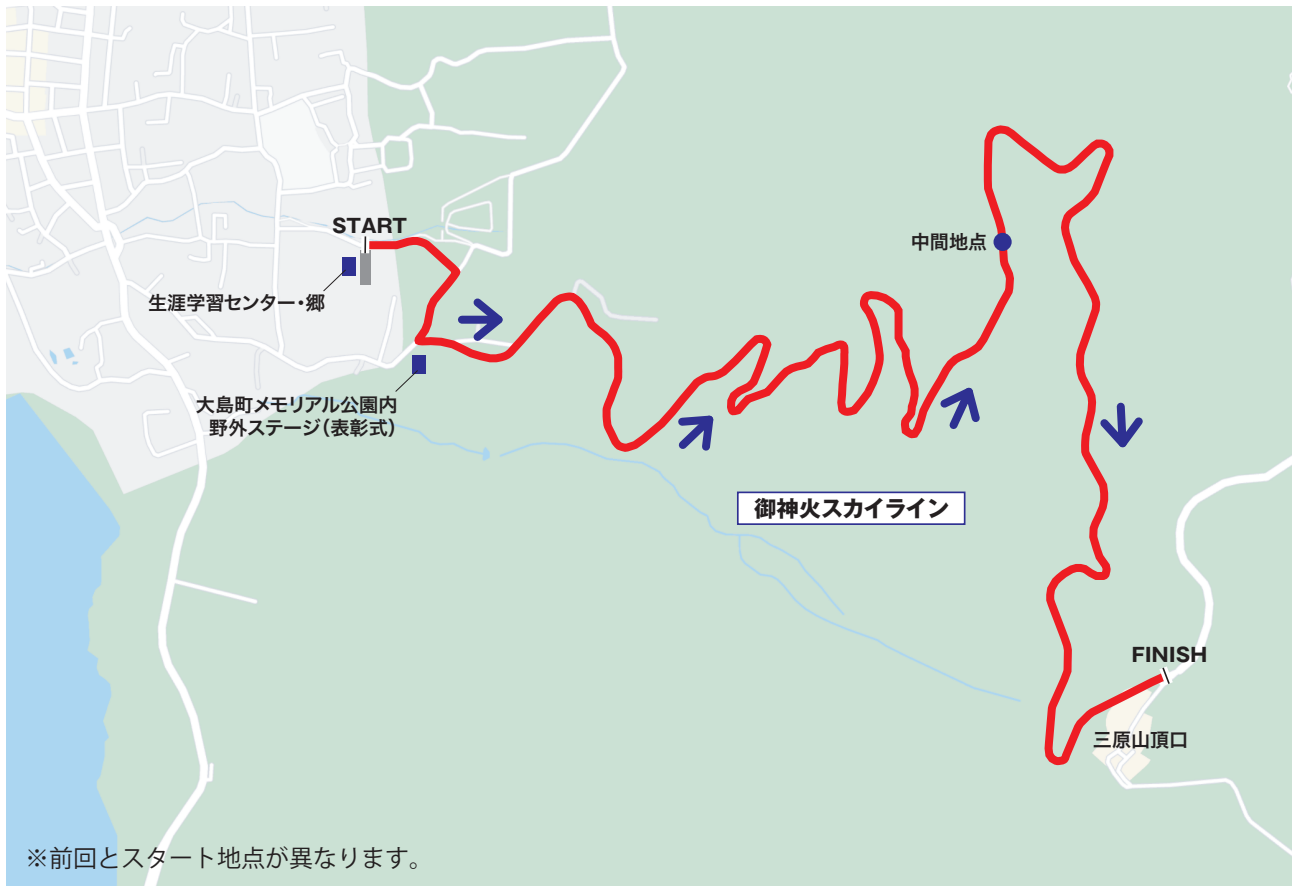 START
中間地点
生涯学習センター・郷
大島町メモリアル公園内
野外ステージ（表彰式）
御神火スカイライン
FINISH
三原山頂口
※前回とスタート地点が異なります。